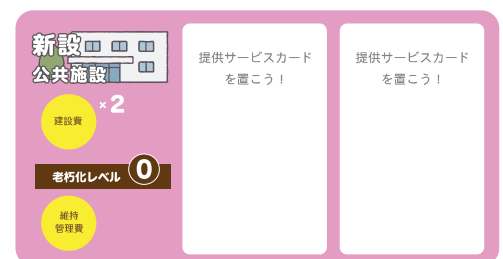 新設
公共施設
建設費
×2
老朽化レベル 0
維持
管理費
提供サービスカード
を置こう！
提供サービスカード
を置こう！